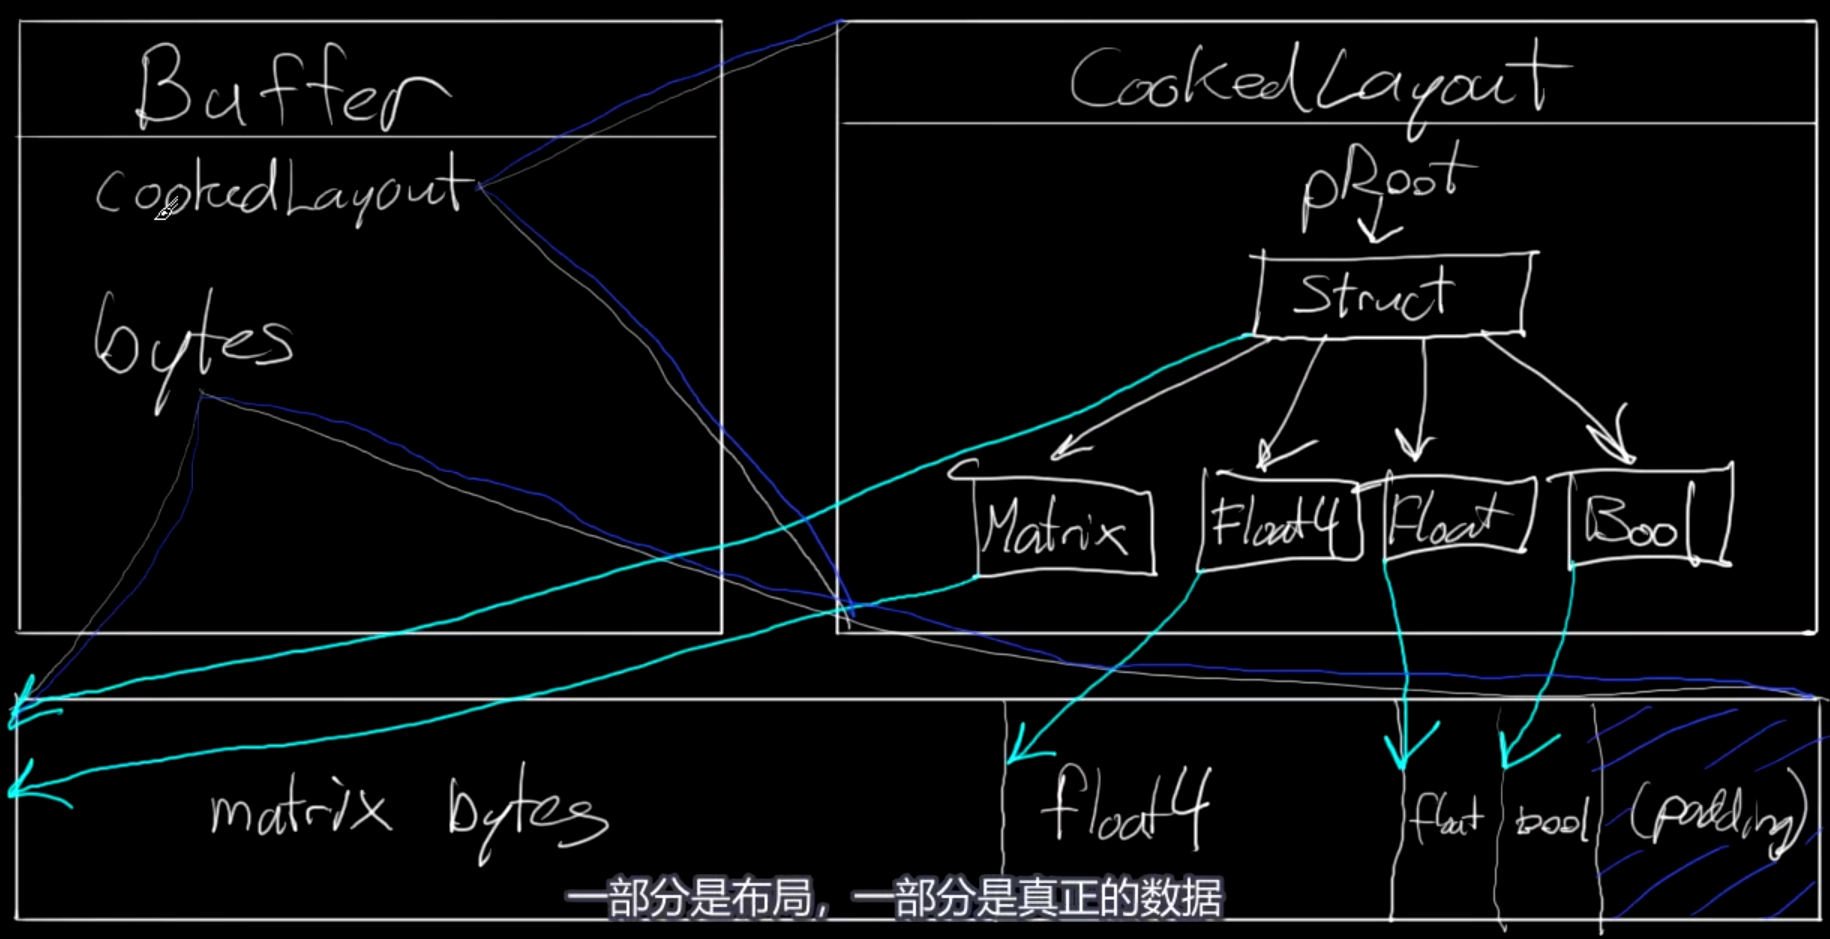 Buffer
CookedLayout
bytes
CookedLayout
pRoot
Struct
Matrix Float4 Float Bool
matrix bytes float4 float bool (padding)
一部分是布局，一部分是真正的数据